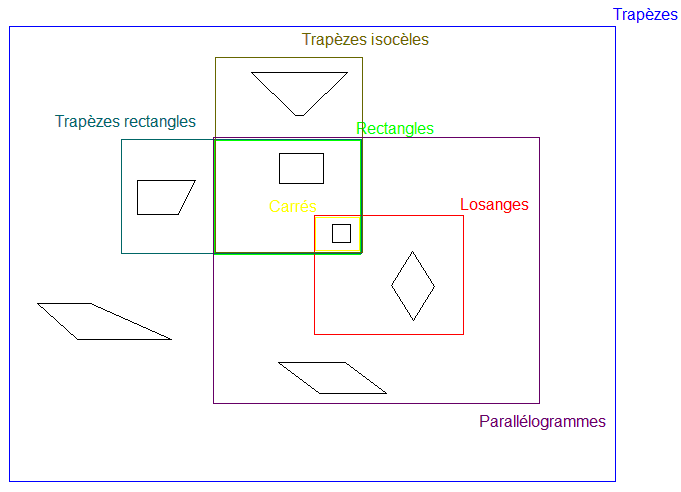 Trapèzes
Trapèzes isocèles
Trapèzes rectangles
Rectangles
Carrés
Losanges
Parallélogrammes